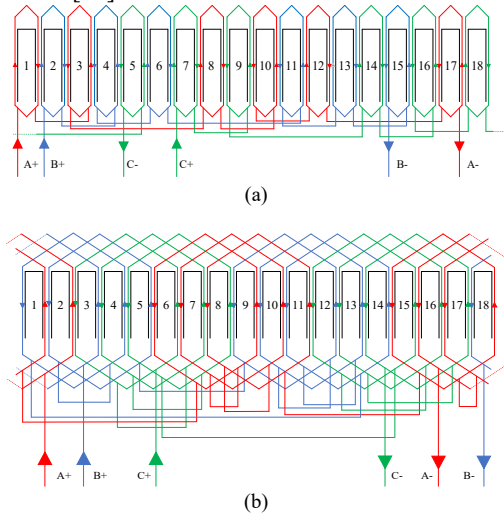 1 2 3 4 5 6 7 8 9 10 11 12 13 14 15 16 17 18
A+ B+ C- C+ B- A-
(a)
1 2 3 4 5 6 7 8 9 10 11 12 13 14 15 16 17 18
A+ B+ C+ C- A- B-
(b)